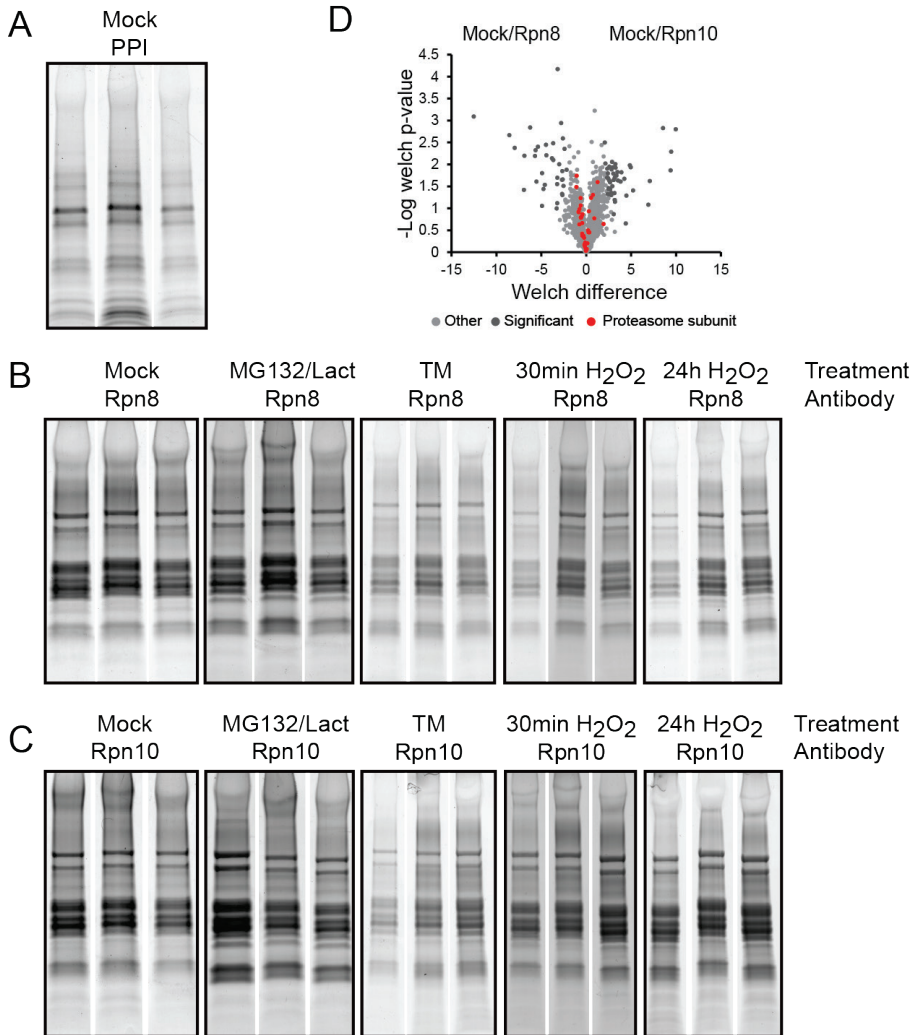 A
Mock
PPI
D
Mock/Rpn8 Mock/Rpn10
-Log welch p-value
4.5
4
3.5
3
2.5
2
1.5
1
0.5
0
-15 -10 -5 0 5 10 15
Welch difference
Other Significant Proteasome subunit
B
Mock MG132/Lact TM 30min H₂O₂ 24h H₂O₂ Treatment
Rpn8 Rpn8 Rpn8 Rpn8 Rpn8 Antibody
C
Mock MG132/Lact TM 30min H₂O₂ 24h H₂O₂ Treatment
Rpn10 Rpn10 Rpn10 Rpn10 Rpn10 Antibody